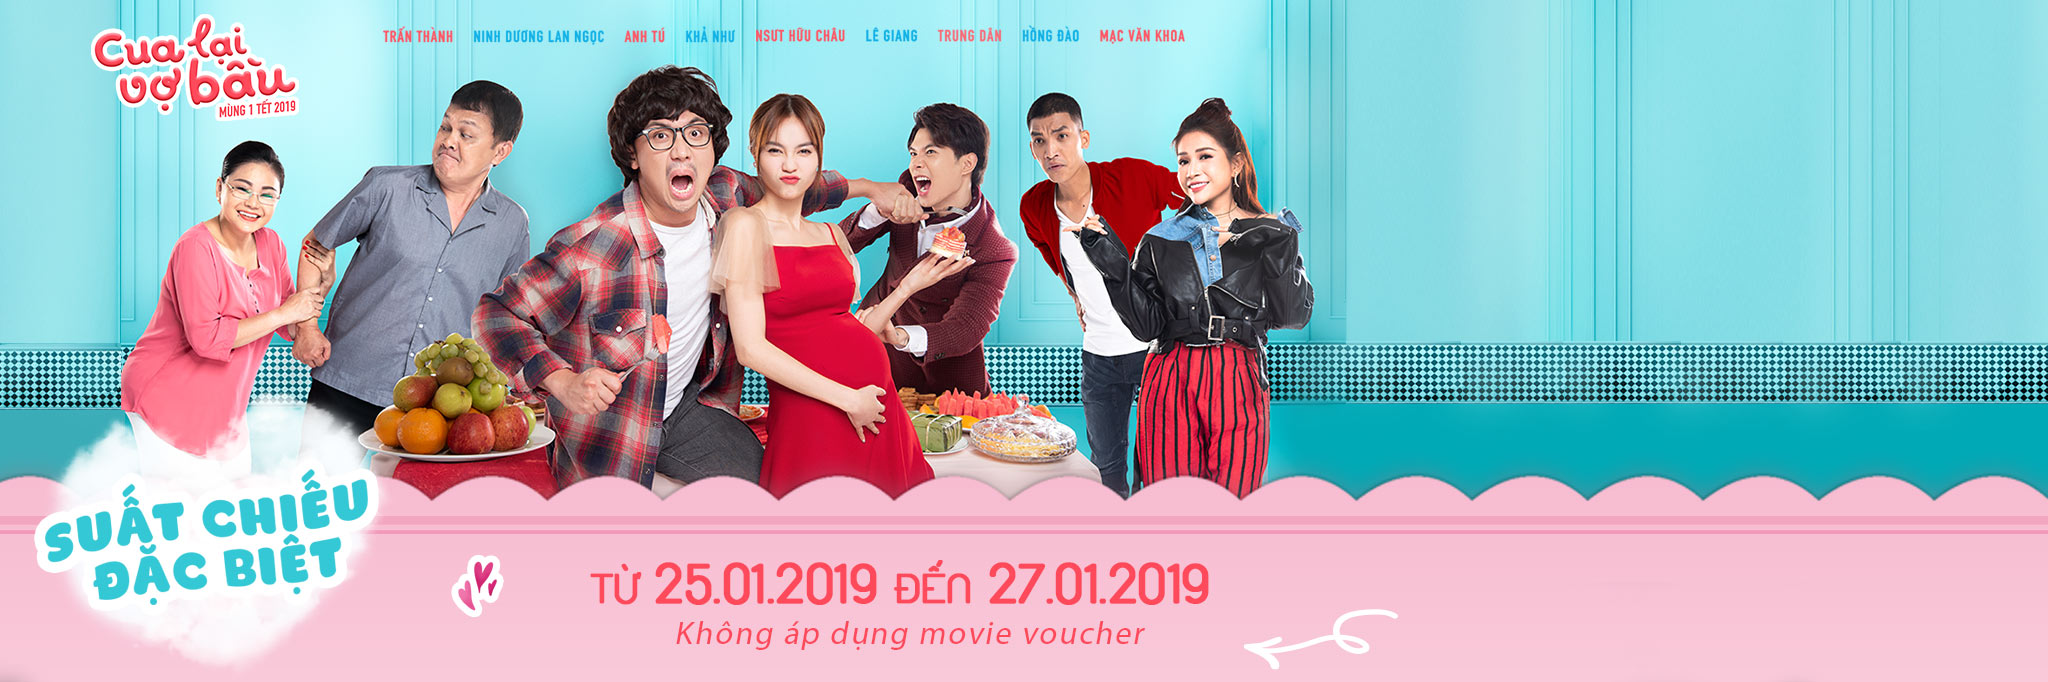 Cua lại
vợ bầu
MÙNG 1 TẾT 2019
TRẤN THÀNH NINH DƯƠNG LAN NGỌC ANH TÚ KHẢ NHƯ NSƯT HỮU CHÂU LÊ GIANG TRUNG DÂN HỒNG ĐÀO MẠC VĂN KHOA
SUẤT CHIẾU
ĐẶC BIỆT
TỪ 25.01.2019 ĐẾN 27.01.2019
Không áp dụng movie voucher